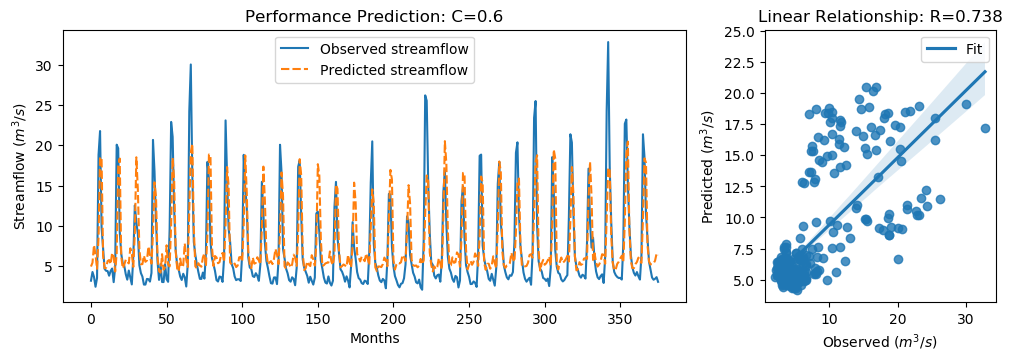 Performance Prediction: C=0.6
Observed streamflow
Predicted streamflow
Streamflow (m³/s)
30
25
20
15
10
5
0 50 100 150 200 250 300 350
Months
Linear Relationship: R=0.738
Fit
Predicted (m³/s)
25.0
22.5
20.0
17.5
15.0
12.5
10.0
7.5
5.0
10 20 30
Observed (m³/s)